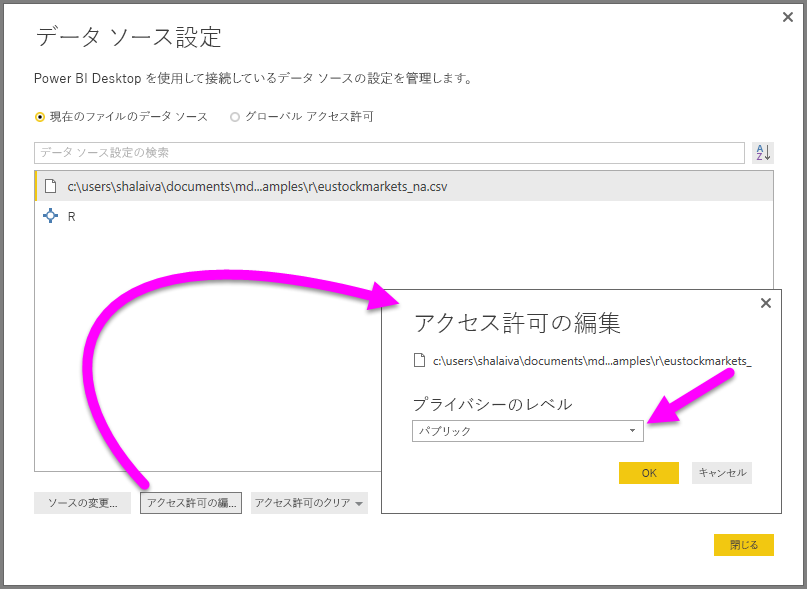 データ ソース設定
Power BI Desktop を使用して接続しているデータ ソースの設定を管理します。
現在のファイルのデータ ソース
グローバル アクセス許可
データ ソース設定の検索
c:\users\shalaiva\documents\md...amples\r\eustockmarkets_na.csv
R
アクセス許可の編集
c:\users\shalaiva\documents\md...amples\r\eustockmarkets_
プライバシーのレベル
パブリック
OK
キャンセル
ソースの変更...
アクセス許可の編...
アクセス許可のクリア
閉じる